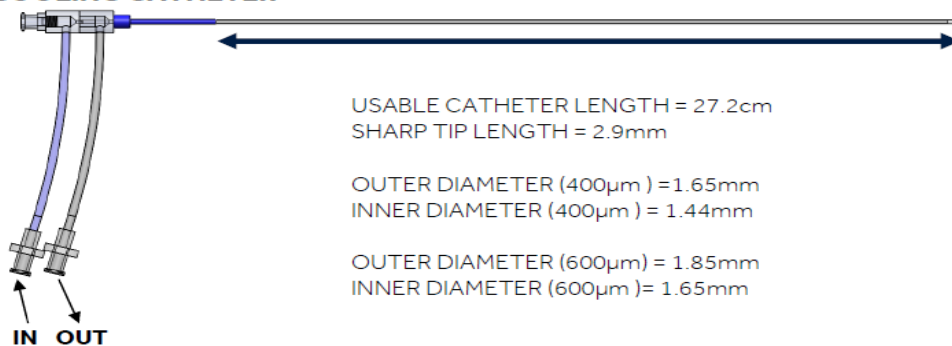 USABLE CATHETER LENGTH = 27.2cm
SHARP TIP LENGTH = 2.9mm
OUTER DIAMETER (400µm ) =1.65mm
INNER DIAMETER (400µm ) = 1.44mm
OUTER DIAMETER (600µm) = 1.85mm
INNER DIAMETER (600µm )= 1.65mm
IN OUT